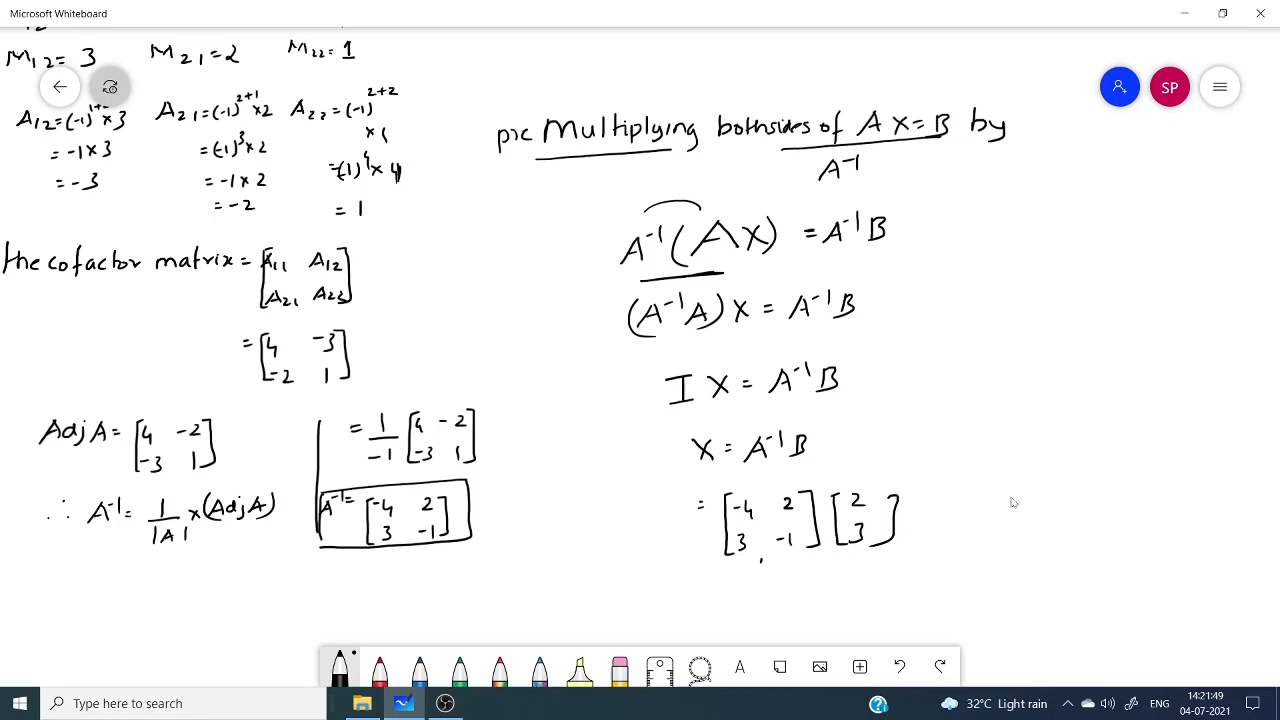 Microsoft Whiteboard
M12 = 3 M21 = 2 M22 = 1
A12 = (-1)^1+2 × 3 A21 = (-1)^2+1 × 2 A22 = (-1)^2+2 × 1
= -1 × 3 = (-1)^3 × 2 = (-1)^4 × 1
= -3 = -1 × 2 = 1
= -2
The cofactor matrix = [A11 A12
A21 A22]
= [4 -3
-2 1]
Adj A = [4 -2
-3 1]
∴ A^-1 = 1/|A| × (Adj A)
= 1/-1 [4 -2
-3 1]
A^-1 = [-4 2
3 -1]
pre Multiplying bothsides of AX = B by
A^-1
A^-1(AX) = A^-1B
(A^-1A)X = A^-1B
IX = A^-1B
X = A^-1B
= [-4 2 [2
3 -1] 3]
SP
A
Type here to search
32°C Light rain
ENG
14:21:49
04-07-2021